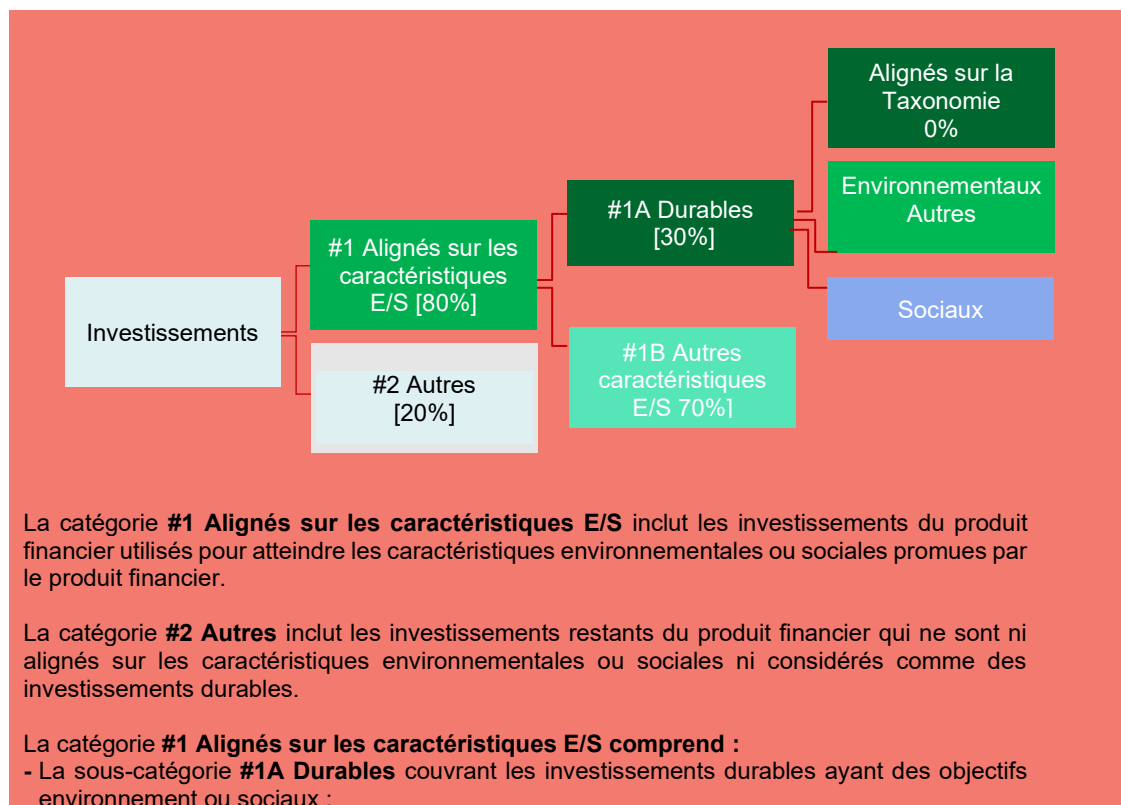 Alignés sur la
Taxonomie
0%
Environnementaux
Autres
#1A Durables
[30%]
#1 Alignés sur les
caractéristiques
E/S [80%]
Sociaux
Investissements
#1B Autres
caractéristiques
E/S 70%]
#2 Autres
[20%]
La catégorie #1 Alignés sur les caractéristiques E/S inclut les investissements du produit
financier utilisés pour atteindre les caractéristiques environnementales ou sociales promues par
le produit financier.
La catégorie #2 Autres inclut les investissements restants du produit financier qui ne sont ni
alignés sur les caractéristiques environnementales ou sociales ni considérés comme des
investissements durables.
La catégorie #1 Alignés sur les caractéristiques E/S comprend :
- La sous-catégorie #1A Durables couvrant les investissements durables ayant des objectifs
environnement ou sociaux ;